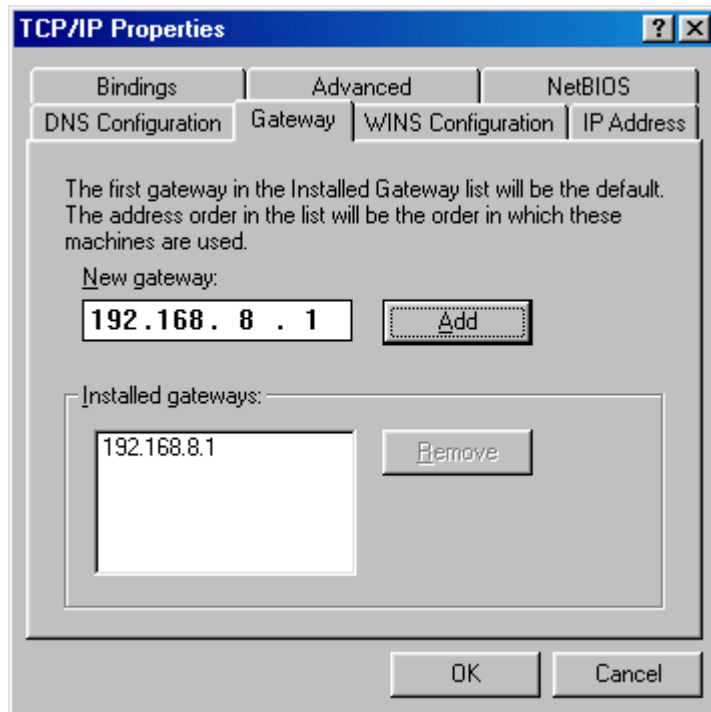 TCP/IP Properties
? X
Bindings Advanced NetBIOS
DNS Configuration Gateway WINS Configuration IP Address
The first gateway in the Installed Gateway list will be the default.
The address order in the list will be the order in which these
machines are used.
New gateway:
192.168. 8 . 1 Add
Installed gateways:
192.168.8.1 Remove
OK Cancel